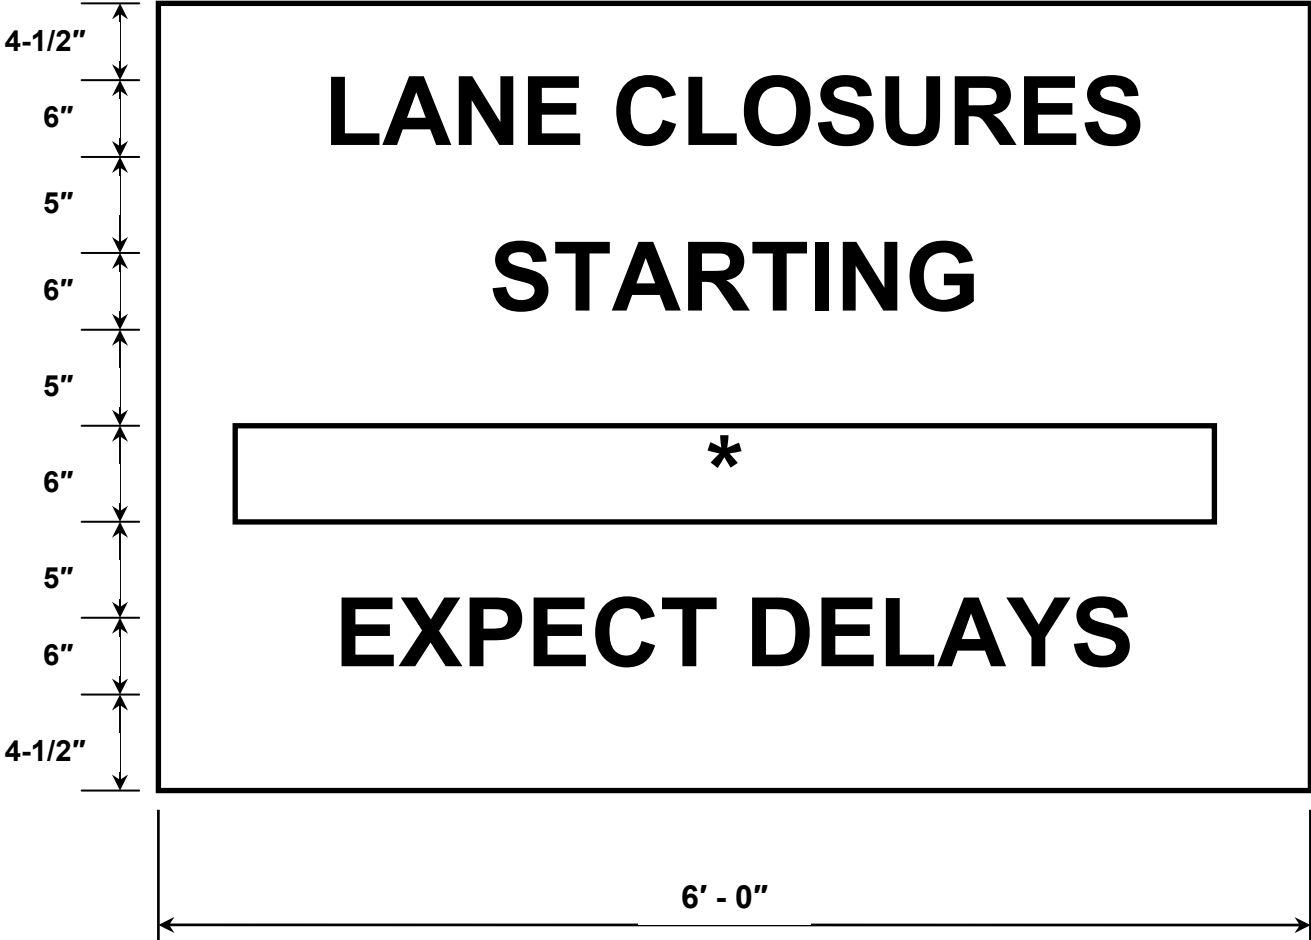 4-1/2″
6″
LANE CLOSURES
5″
6″
STARTING
5″
6″
*
5″
6″
EXPECT DELAYS
4-1/2″
6′ - 0″